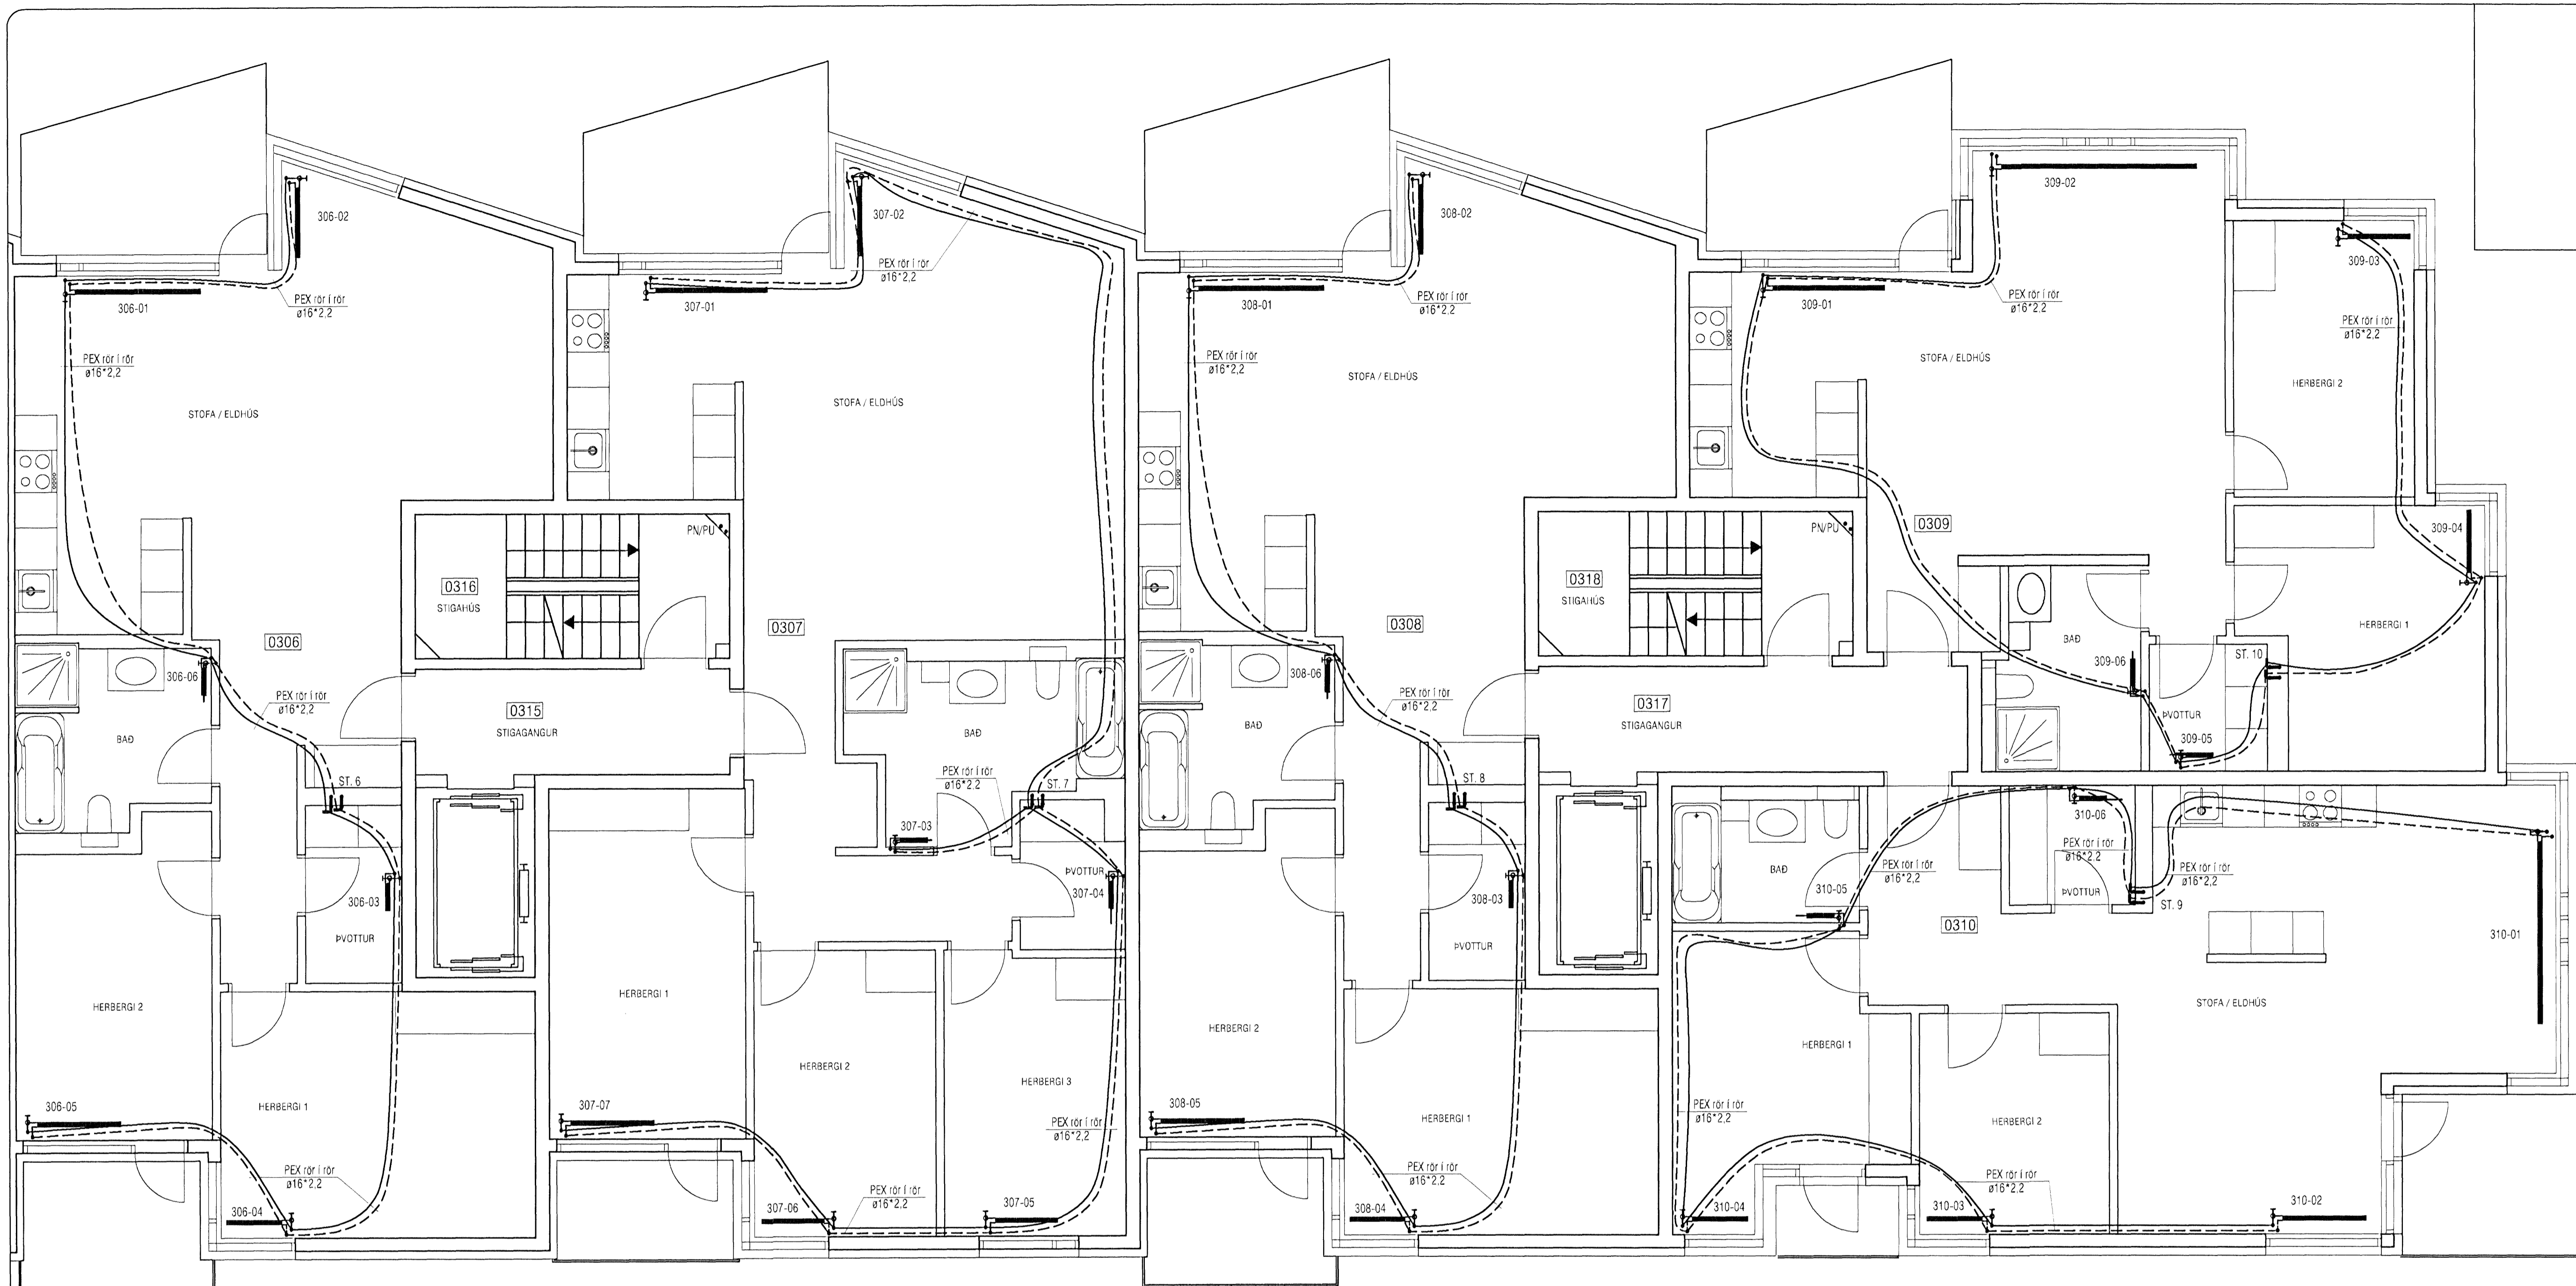 306-02
306-01
PEX rör í rör
ø16*2,2
PEX rör í rör
ø16*2,2
STOFA / ELDHÚS
0306
306-06
PEX rör í rör
ø16*2,2
BAÐ
ST. 6
306-03
ÞVOTTUR
HERBERGI 2
HERBERGI 1
306-05
PEX rör í rör
ø16*2,2
306-04
0316
STIGAHÚS
PN/PU
0315
STIGAGANGUR
307-02
PEX rör í rör
ø16*2,2
307-01
STOFA / ELDHÚS
0307
BAÐ
PEX rör í rör
ø16*2,2
ST. 7
307-03
ÞVOTTUR
307-04
HERBERGI 1
HERBERGI 2
HERBERGI 3
307-07
PEX rör í rör
ø16*2,2
PEX rör í rör
ø16*2,2
307-06
307-05
308-02
308-01
PEX rör í rör
ø16*2,2
PEX rör í rör
ø16*2,2
STOFA / ELDHÚS
0308
308-06
PEX rör í rör
ø16*2,2
BAÐ
ST. 8
308-03
ÞVOTTUR
HERBERGI 2
HERBERGI 1
308-05
PEX rör í rör
ø16*2,2
308-04
0318
STIGAHÚS
PN/PU
0317
STIGAGANGUR
309-02
309-03
309-01
PEX rör í rör
ø16*2,2
PEX rör í rör
ø16*2,2
STOFA / ELDHÚS
HERBERGI 2
0309
309-04
BAÐ
HERBERGI 1
309-06
ST. 10
ÞVOTTUR
309-05
310-06
PEX rör í rör
ø16*2,2
PEX rör í rör
ø16*2,2
PEX rör í rör
ø16*2,2
BAÐ
310-05
ÞVOTTUR
ST. 9
0310
310-01
STOFA / ELDHÚS
HERBERGI 1
HERBERGI 2
PEX rör í rör
ø16*2,2
PEX rör í rör
ø16*2,2
310-04
310-03
310-02